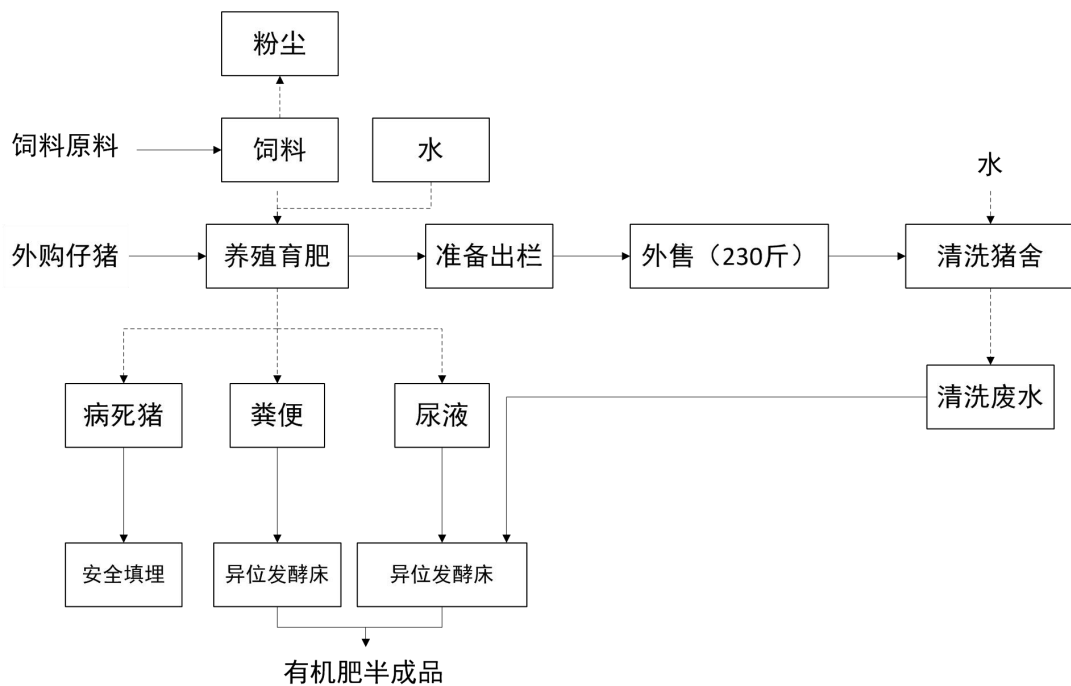 粉尘
饲料原料
饲料
水
水
外购仔猪
养殖育肥
准备出栏
外售（230斤）
清洗猪舍
病死猪
粪便
尿液
清洗废水
安全填埋
异位发酵床
异位发酵床
有机肥半成品